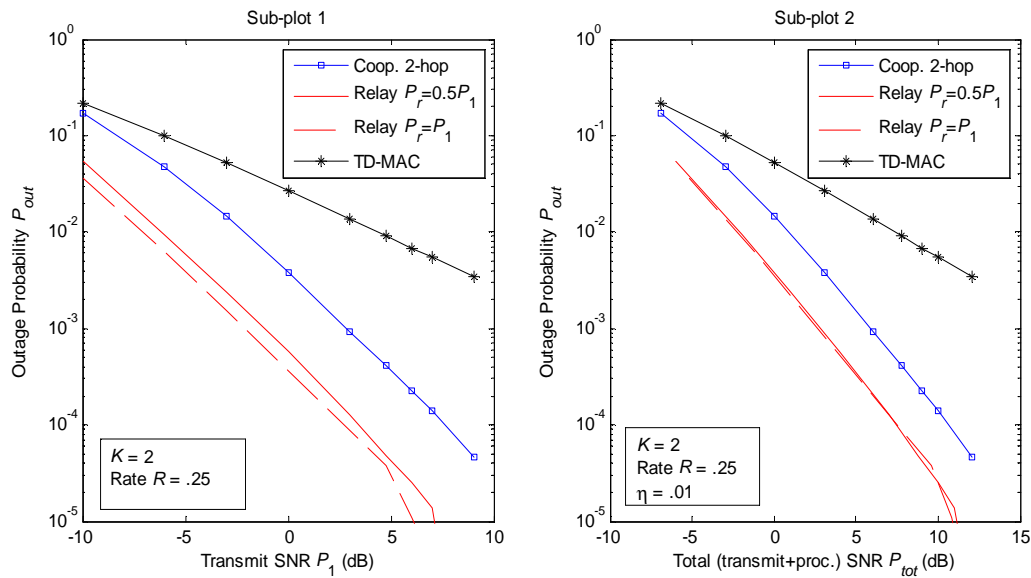 Sub-plot 1
10^0
10^-1
10^-2
10^-3
10^-4
10^-5
Outage Probability P_out
-10
-5
0
5
10
Transmit SNR P_1 (dB)
Coop. 2-hop
Relay P_r=0.5P_1
Relay P_r=P_1
TD-MAC
K = 2
Rate R = .25
Sub-plot 2
10^0
10^-1
10^-2
10^-3
10^-4
10^-5
Outage Probability P_out
-10
-5
0
5
10
15
Total (transmit+proc.) SNR P_tot (dB)
Coop. 2-hop
Relay P_r=0.5P_1
Relay P_r=P_1
TD-MAC
K = 2
Rate R = .25
η = .01